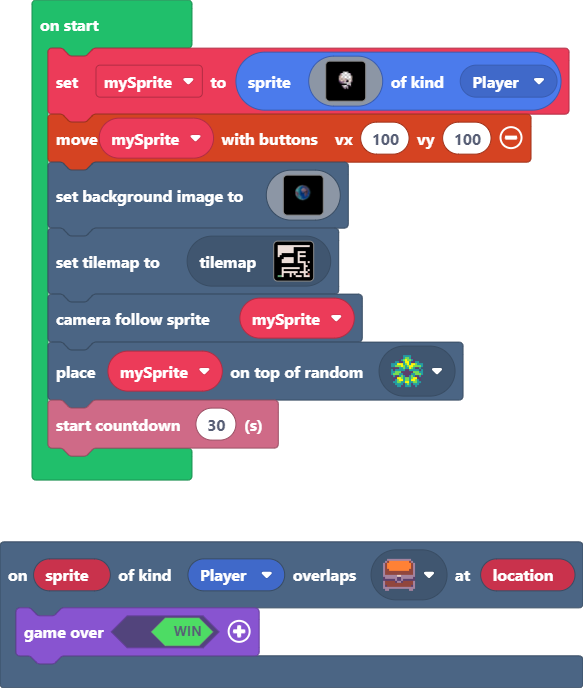 on start
set mySprite to sprite of kind Player
move mySprite with buttons vx 100 vy 100
set background image to
set tilemap to tilemap
camera follow sprite mySprite
place mySprite on top of random
start countdown 30 (s)
on sprite of kind Player overlaps at location
game over WIN